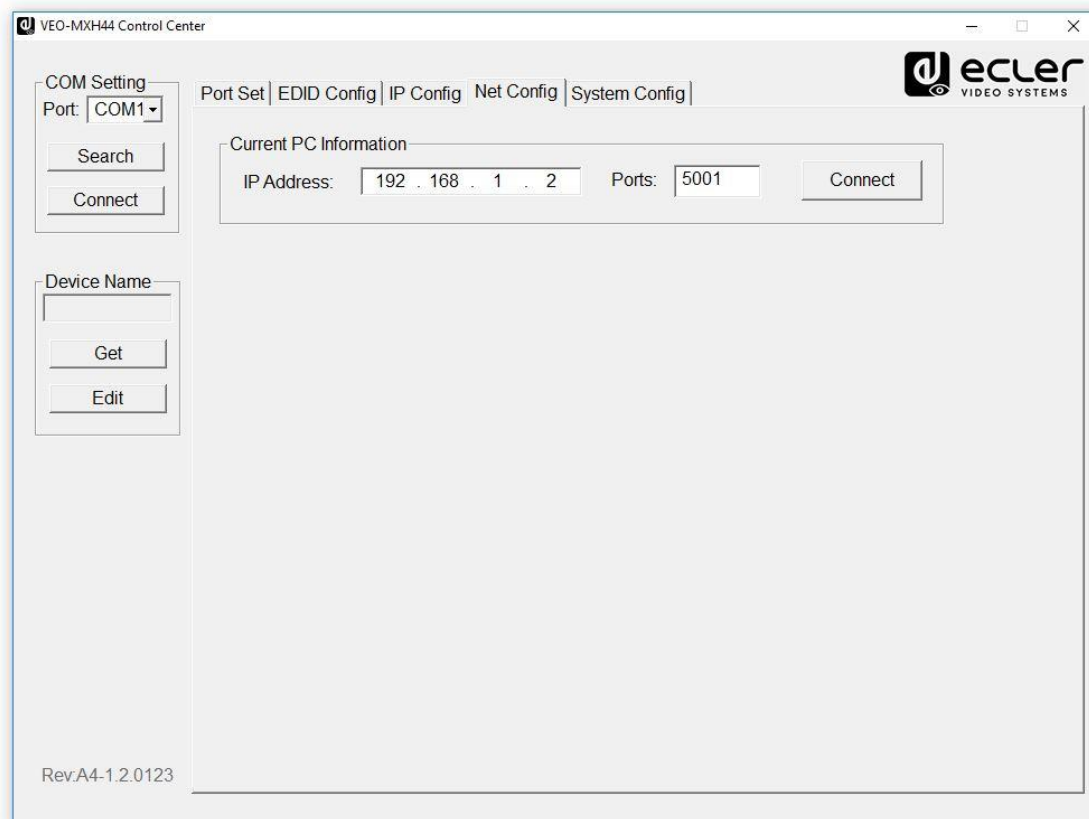 VEO-MXH44 Control Center
ecler
VIDEO SYSTEMS
COM Setting
Port: COM1
Search
Connect
Device Name
Get
Edit
Rev:A4-1.2.0123
Port Set EDID Config IP Config Net Config System Config
Current PC Information
IP Address: 192 . 168 . 1 . 2 Ports: 5001 Connect